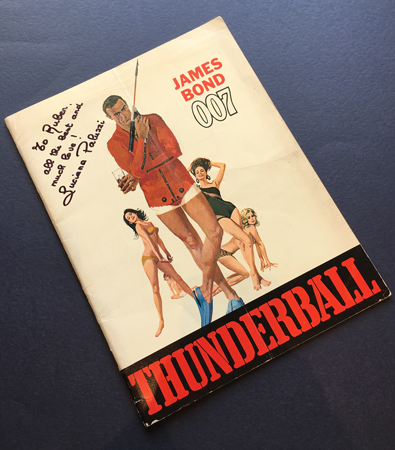 To Ruben..
all the best and
much love!
Luciana Paluzzi
JAMES
BOND
007
THUNDERBALL